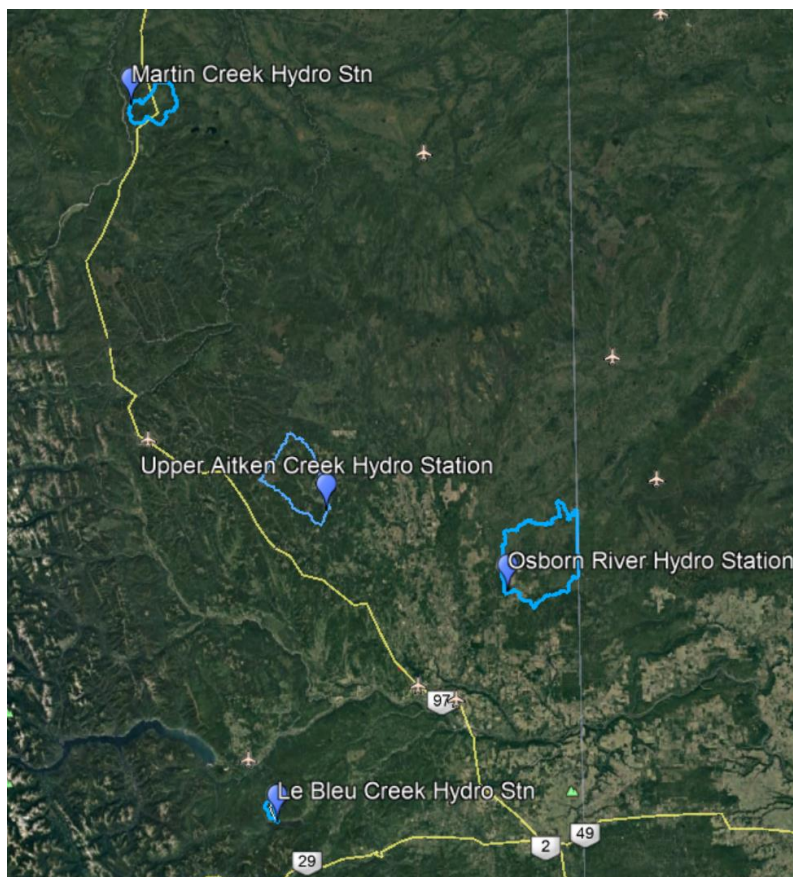 Martin Creek Hydro Stn
Upper Aitken Creek Hydro Station
Osborn River Hydro Station
97
Le Bleu Creek Hydro Stn
49
2
29